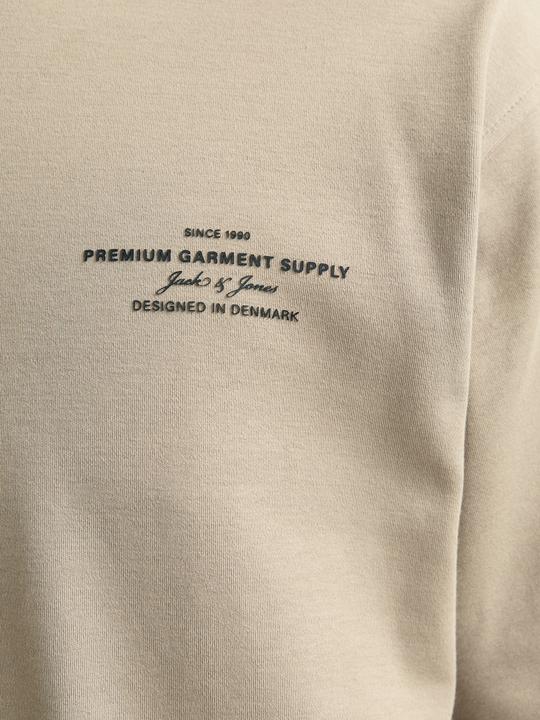 SINCE 1990
PREMIUM GARMENT SUPPLY
Jack & Jones
DESIGNED IN DENMARK